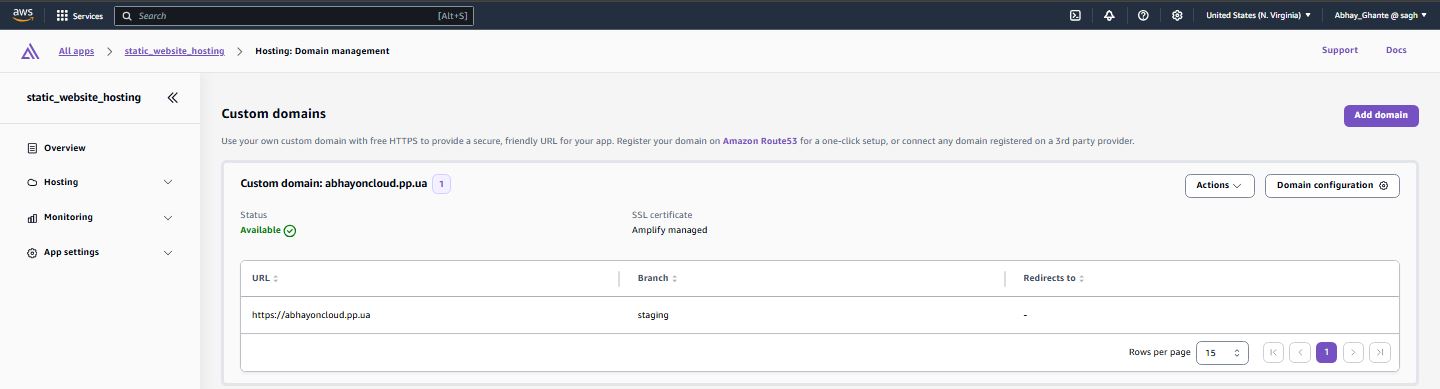 aws Services Search [Alt+S] United States (N. Virginia) Abhay_Ghante @ sagh
All apps static_website_hosting Hosting: Domain management Support Docs
static_website_hosting
Overview
Hosting
Monitoring
App settings
Custom domains Add domain
Use your own custom domain with free HTTPS to provide a secure, friendly URL for your app. Register your domain on Amazon Route53 for a one-click setup, or connect any domain registered on a 3rd party provider.
Custom domain: abhayoncloud.pp.ua 1 Actions Domain configuration
Status SSL certificate
Available Amplify managed
URL Branch Redirects to
https://abhayoncloud.pp.ua staging -
Rows per page 15 1